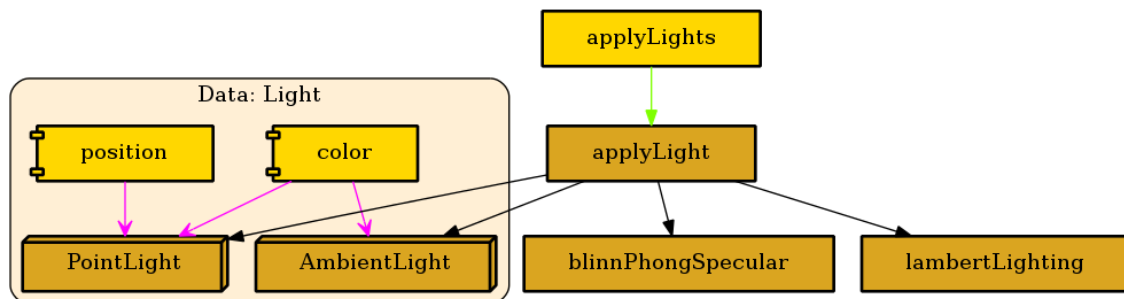 applyLights
Data: Light
position
color
applyLight
PointLight
AmbientLight
blinnPhongSpecular
lambertLighting